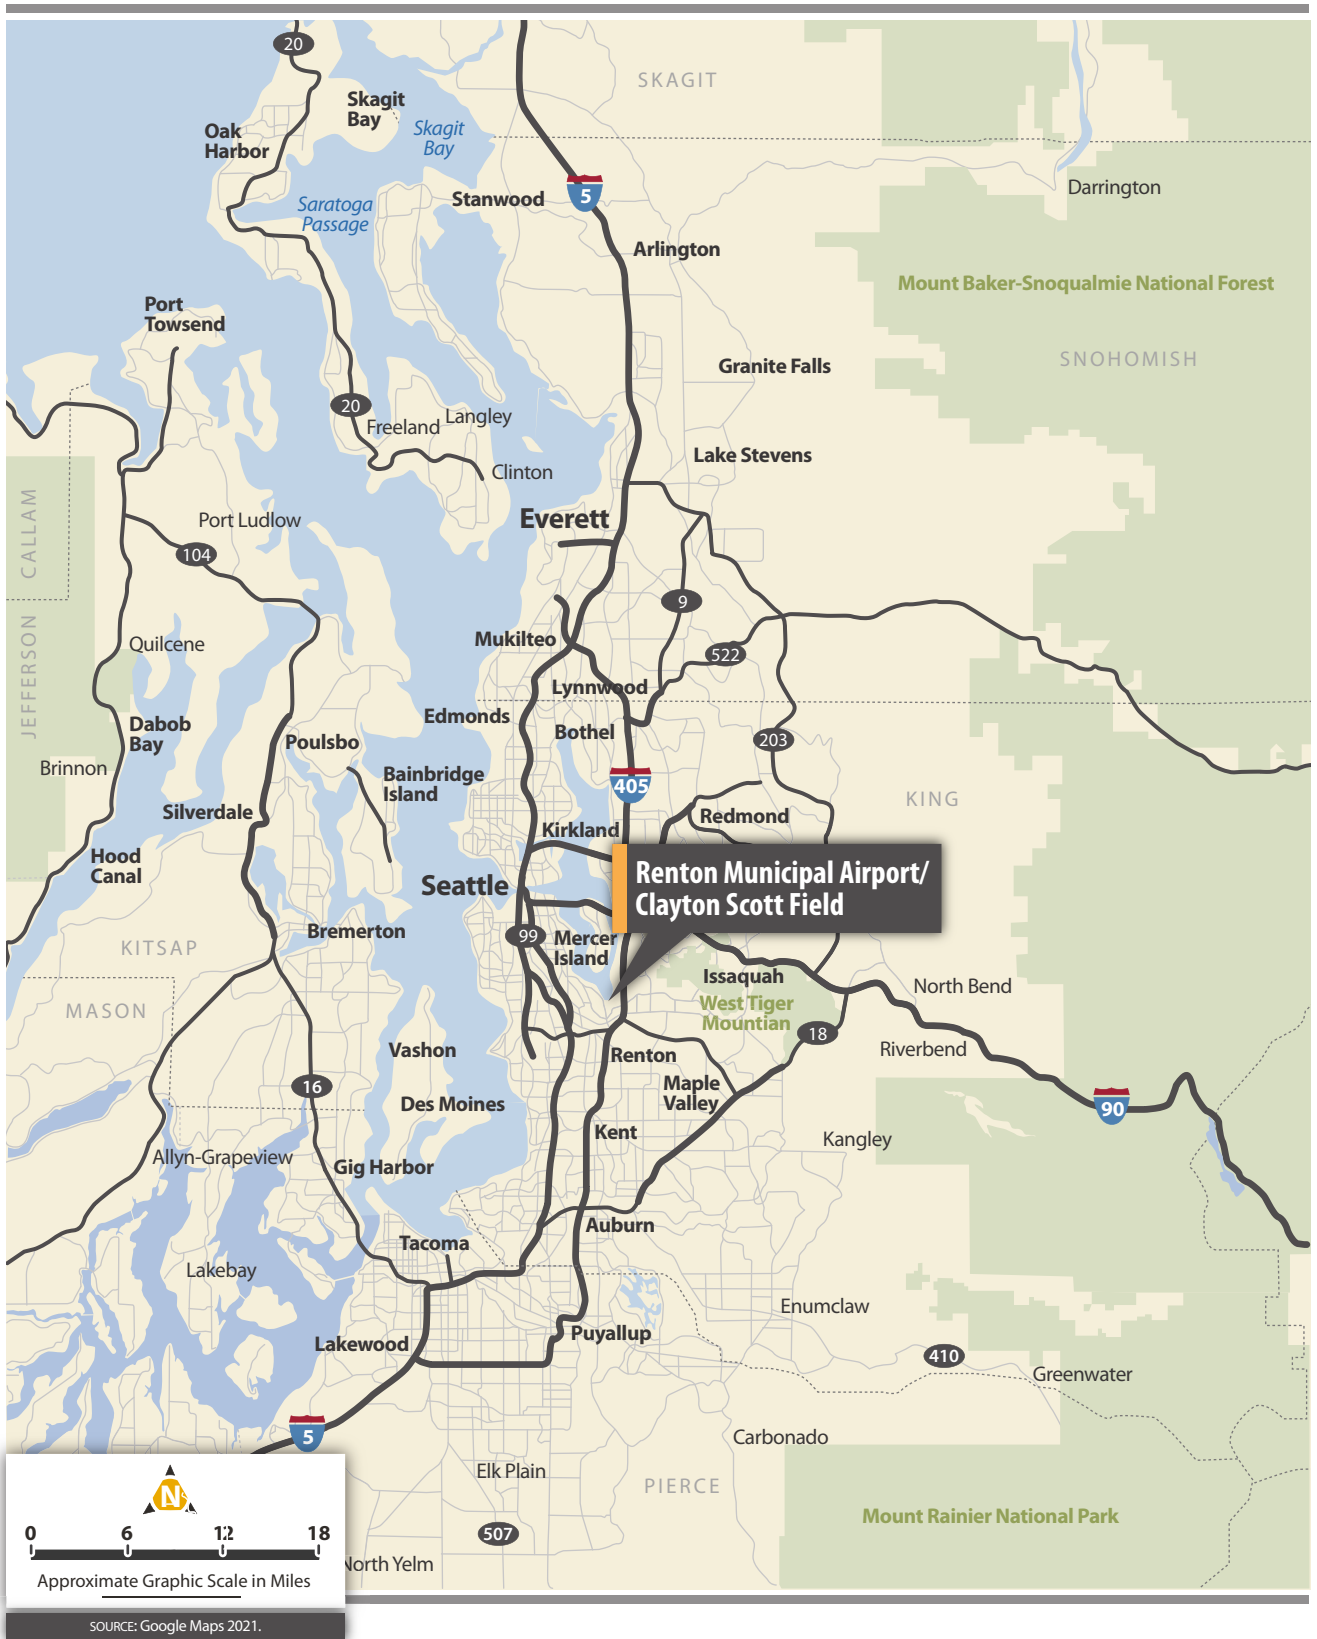 20
SKAGIT
Skagit
Bay
Skagit
Bay
Oak
Harbor
Darrington
5
Stanwood
Saratoga
Passage
Arlington
Mount Baker-Snoqualmie National Forest
Port
Towsend
SNOHOMISH
Granite Falls
20
Langley
Freeland
Lake Stevens
Clinton
Everett
Port Ludlow
CALLAM
104
9
Quilcene
Mukilteo
522
JEFFERSON
Lynnwood
Edmonds
Dabob
Bay
Bothel
Poulsbo
203
Brinnon
Bainbridge
Island
405
KING
Silverdale
Redmond
Kirkland
Hood
Canal
Renton Municipal Airport/
Clayton Scott Field
Seattle
Bremerton
99
Mercer
Island
KITSAP
Issaquah
North Bend
West Tiger
Mountian
MASON
18
Riverbend
Vashon
Renton
16
Maple
Valley
Des Moines
90
Kent
Kangley
Allyn-Grapeview
Gig Harbor
Auburn
Tacoma
Lakebay
Enumclaw
Puyallup
Lakewood
410
Greenwater
5
Carbonado
Elk Plain
PIERCE
Mount Rainier National Park
507
North Yelm
N
0 6 12 18
Approximate Graphic Scale in Miles
SOURCE: Google Maps 2021.